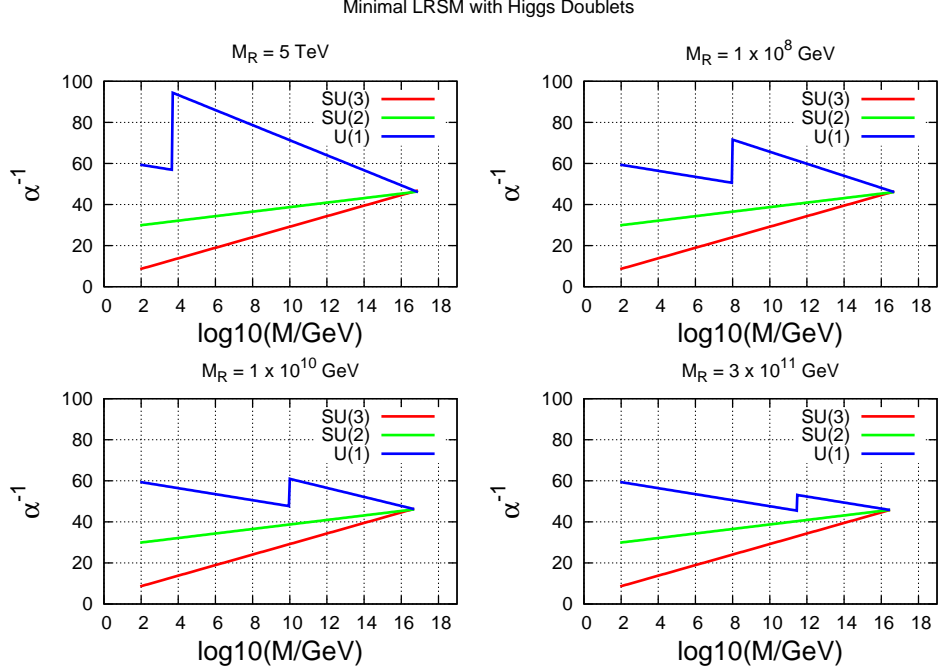 Minimal LRSM with Higgs Doublets
M_R = 5 TeV
α^-1
100
80
60
40
20
0
SU(3)
SU(2)
U(1)
0 2 4 6 8 10 12 14 16 18
log10(M/GeV)
M_R = 1 x 10^8 GeV
α^-1
100
80
60
40
20
0
SU(3)
SU(2)
U(1)
0 2 4 6 8 10 12 14 16 18
log10(M/GeV)
M_R = 1 x 10^10 GeV
α^-1
100
80
60
40
20
0
SU(3)
SU(2)
U(1)
0 2 4 6 8 10 12 14 16 18
log10(M/GeV)
M_R = 3 x 10^11 GeV
α^-1
100
80
60
40
20
0
SU(3)
SU(2)
U(1)
0 2 4 6 8 10 12 14 16 18
log10(M/GeV)